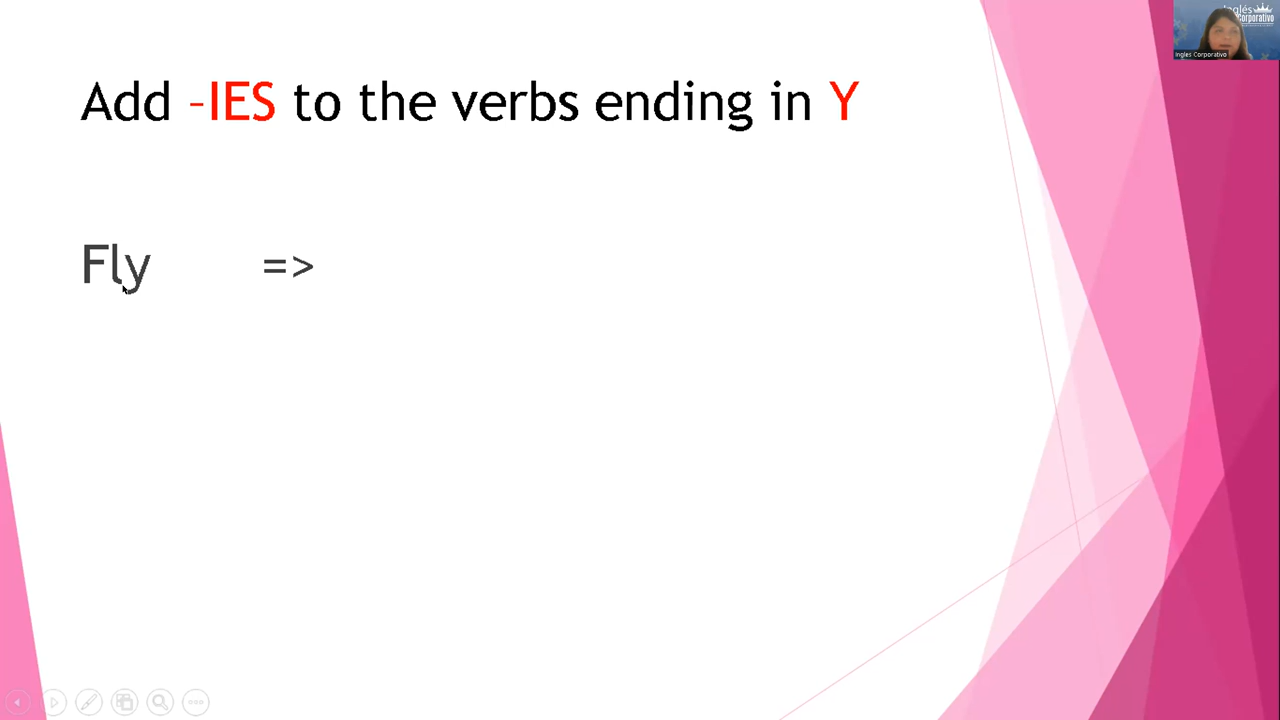 Add –IES to the verbs ending in Y
Fly =>
Inglés
Corporativo
Ingles Corporativo